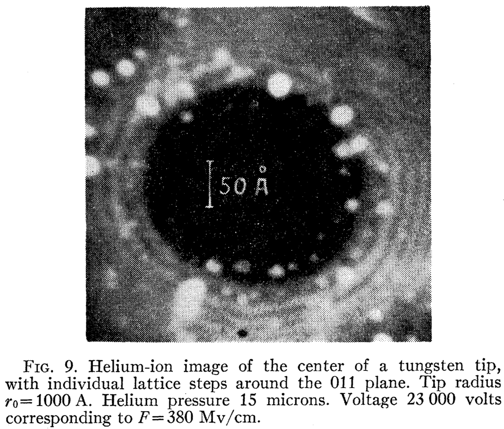 50 Å
FIG. 9. Helium-ion image of the center of a tungsten tip,
with individual lattice steps around the 011 plane. Tip radius
r₀=1000 A. Helium pressure 15 microns. Voltage 23 000 volts
corresponding to F=380 Mv/cm.